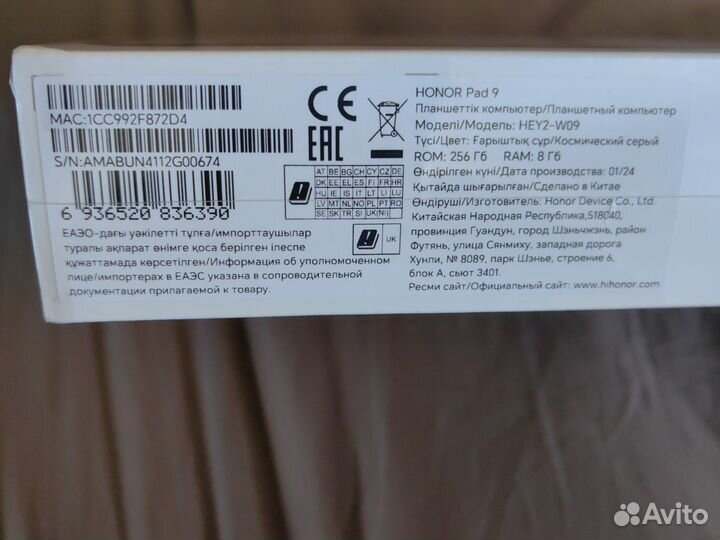 MAC:1CC992F872D4
S/N:AMABUN4112G00674
6 936520 836390
ЕАЭО-дағы уәкілетті тұлға/импорттаушылар
туралы ақпарат өнімге қоса берілген ілеспе
құжаттамада көрсетілген/Информация об уполномоченном
лице/импортерах в ЕАЭС указана в сопроводительной
документации прилагаемой к товару.
CE
EAC
AT BE BG CH CY CZ DE
DK EE EL ES FI FR HR
HU IE IS IT LT LI LU
LV MT NL NO PL PT RO
SE SK TR SI UK(NI)
UK
HONOR Pad 9
Планшеттік компьютер/Планшетный компьютер
Моделі/Модель: HEY2-W09
Түсі/Цвет: Ғарыштық сұр/Космический серый
ROM: 256 Гб RAM: 8 Гб
Өндірілген күні/Дата производства: 01/24
Қытайда шығарылған/Сделано в Китае
Өндіруші/Изготовитель: Honor Device Co., Ltd.
Китайская Народная Республика,518040,
провинция Гуандун, город Шэньчжэнь, район
Футянь, улица Сянмиху, западная дорога
Хунли, № 8089, парк Шэнье, строение 6,
блок А, сьют 3401.
Ресми сайт/Официальный сайт: www.hihonor.com
Avito